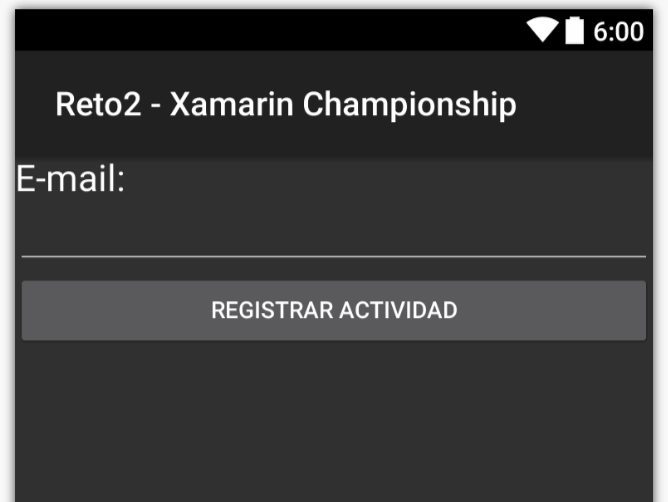 6:00
Reto2 - Xamarin Championship
E-mail:
REGISTRAR ACTIVIDAD